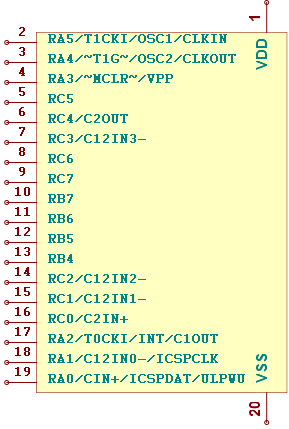 1
VDD
2 RA5/T1CKI/OSC1/CLKIN
3 RA4/~T1G~/OSC2/CLKOUT
4 RA3/~MCLR~/VPP
5 RC5
6 RC4/C2OUT
7 RC3/C12IN3-
8 RC6
9 RC7
10 RB7
11 RB6
12 RB5
13 RB4
14 RC2/C12IN2-
15 RC1/C12IN1-
16 RC0/C2IN+
17 RA2/T0CKI/INT/C1OUT
18 RA1/C12IN0-/ICSPCLK
19 RA0/CIN+/ICSPDAT/ULPWU
VSS
20